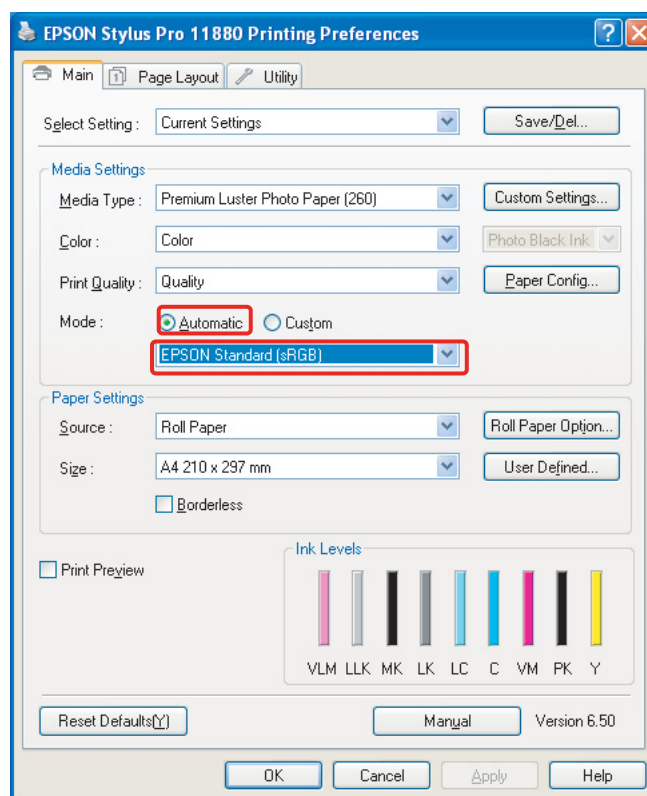 EPSON Stylus Pro 11880 Printing Preferences
Main Page Layout Utility
Select Setting : Current Settings Save/Del...
Media Settings
Media Type : Premium Luster Photo Paper (260) Custom Settings...
Color : Color Photo Black Ink
Print Quality : Quality Paper Config...
Mode : Automatic Custom
EPSON Standard (sRGB)
Paper Settings
Source : Roll Paper Roll Paper Option...
Size : A4 210 x 297 mm User Defined...
Borderless
Print Preview
Ink Levels
VLM LLK MK LK LC C VM PK Y
Reset Defaults(Y) Manual Version 6.50
OK Cancel Apply Help